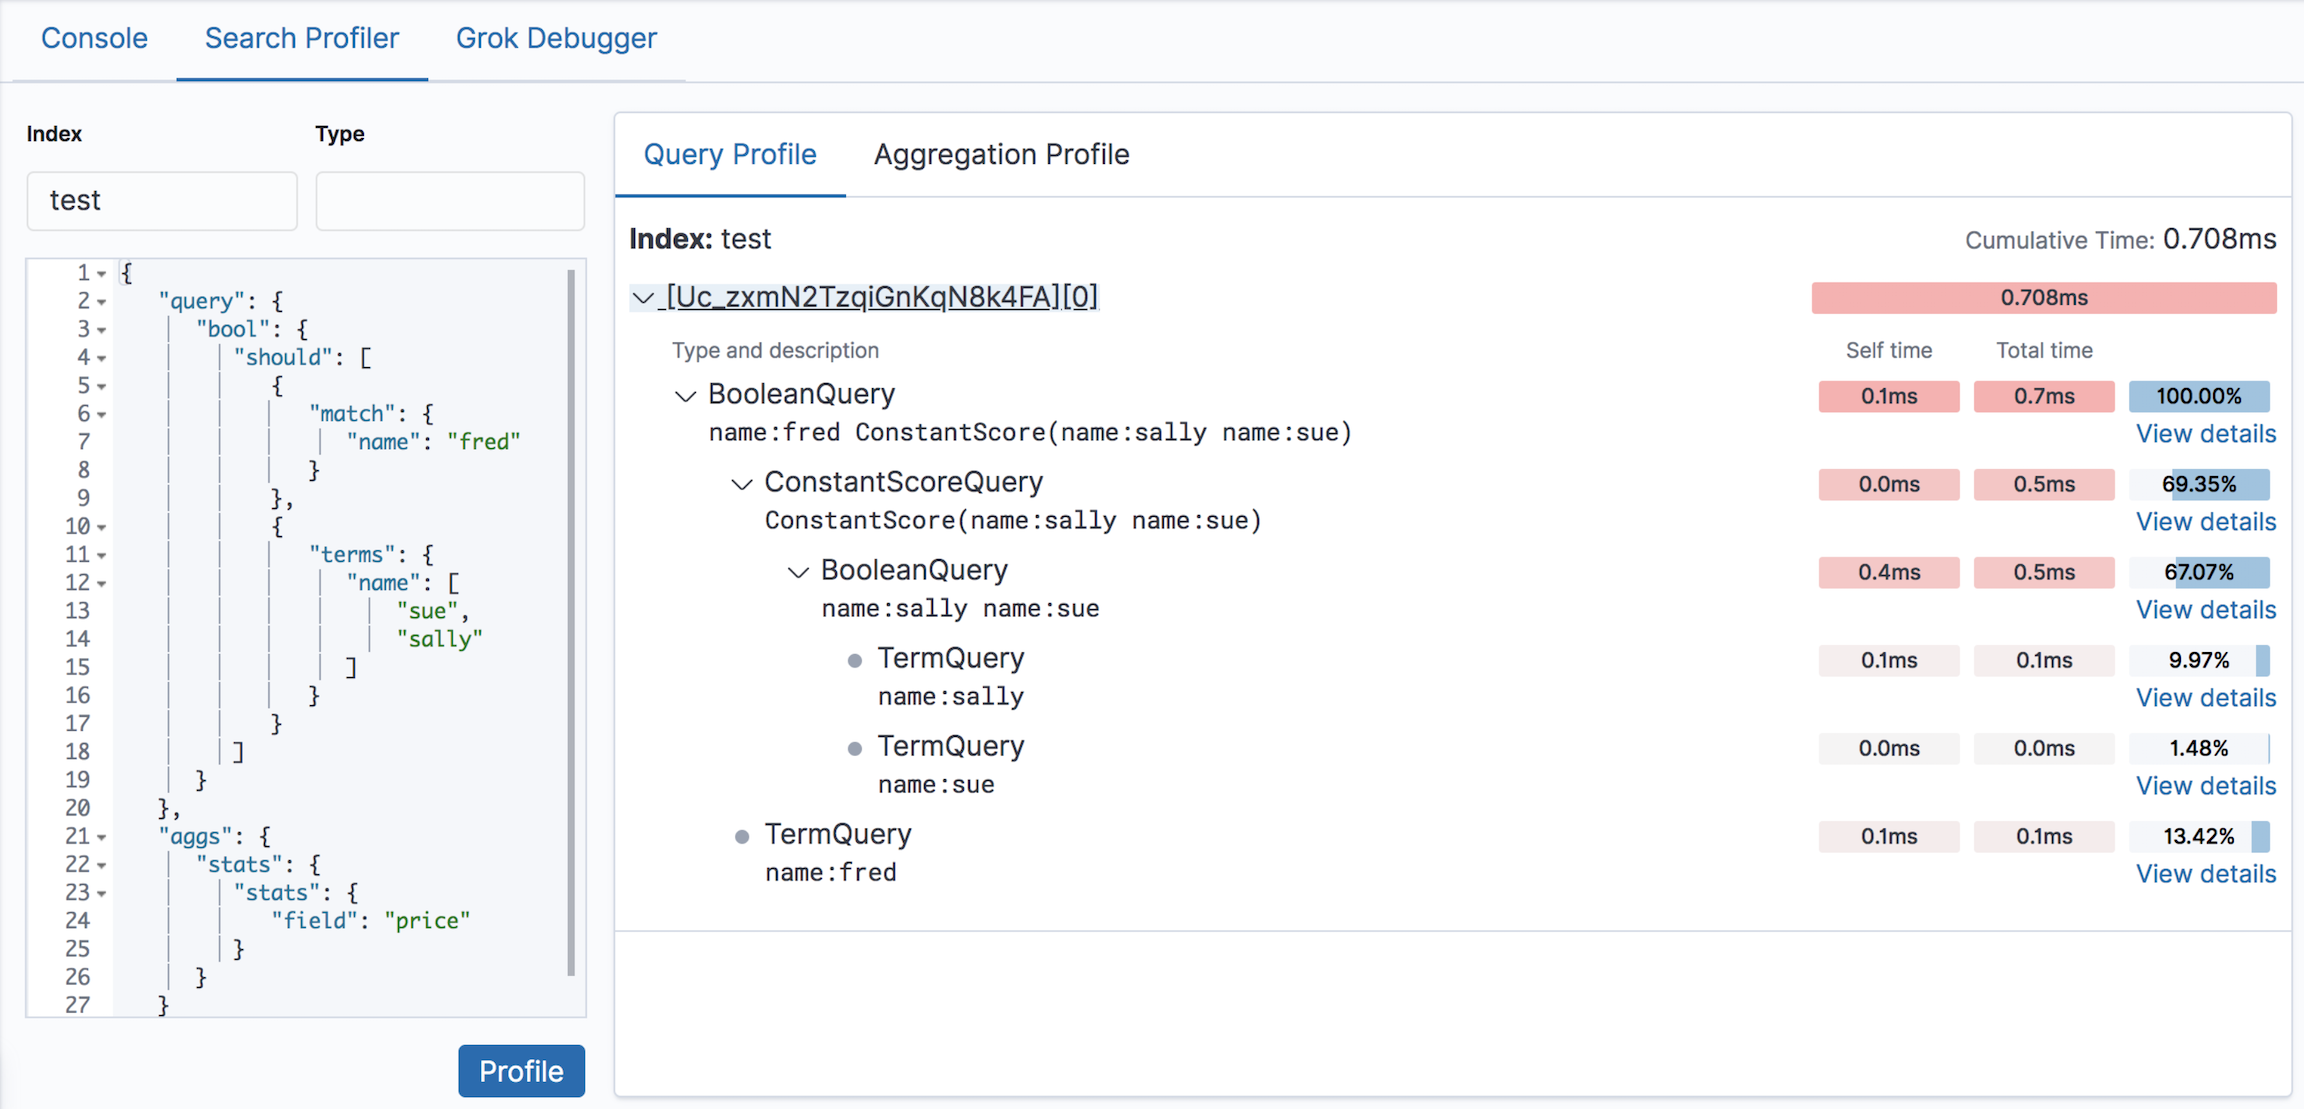 Console Search Profiler Grok Debugger
Index Type
test
1 {
2 "query": {
3 "bool": {
4 "should": [
5 {
6 "match": {
7 "name": "fred"
8 }
9 },
10 {
11 "terms": {
12 "name": [
13 "sue",
14 "sally"
15 ]
16 }
17 }
18 ]
19 }
20 },
21 "aggs": {
22 "stats": {
23 "stats": {
24 "field": "price"
25 }
26 }
27 }
Profile
Query Profile Aggregation Profile
Index: test Cumulative Time: 0.708ms
[Uc_zxmN2TzqiGnKqN8k4FA][0] 0.708ms
Type and description Self time Total time
BooleanQuery 0.1ms 0.7ms 100.00%
name:fred ConstantScore(name:sally name:sue) View details
ConstantScoreQuery 0.0ms 0.5ms 69.35%
ConstantScore(name:sally name:sue) View details
BooleanQuery 0.4ms 0.5ms 67.07%
name:sally name:sue View details
TermQuery 0.1ms 0.1ms 9.97%
name:sally View details
TermQuery 0.0ms 0.0ms 1.48%
name:sue View details
TermQuery 0.1ms 0.1ms 13.42%
name:fred View details